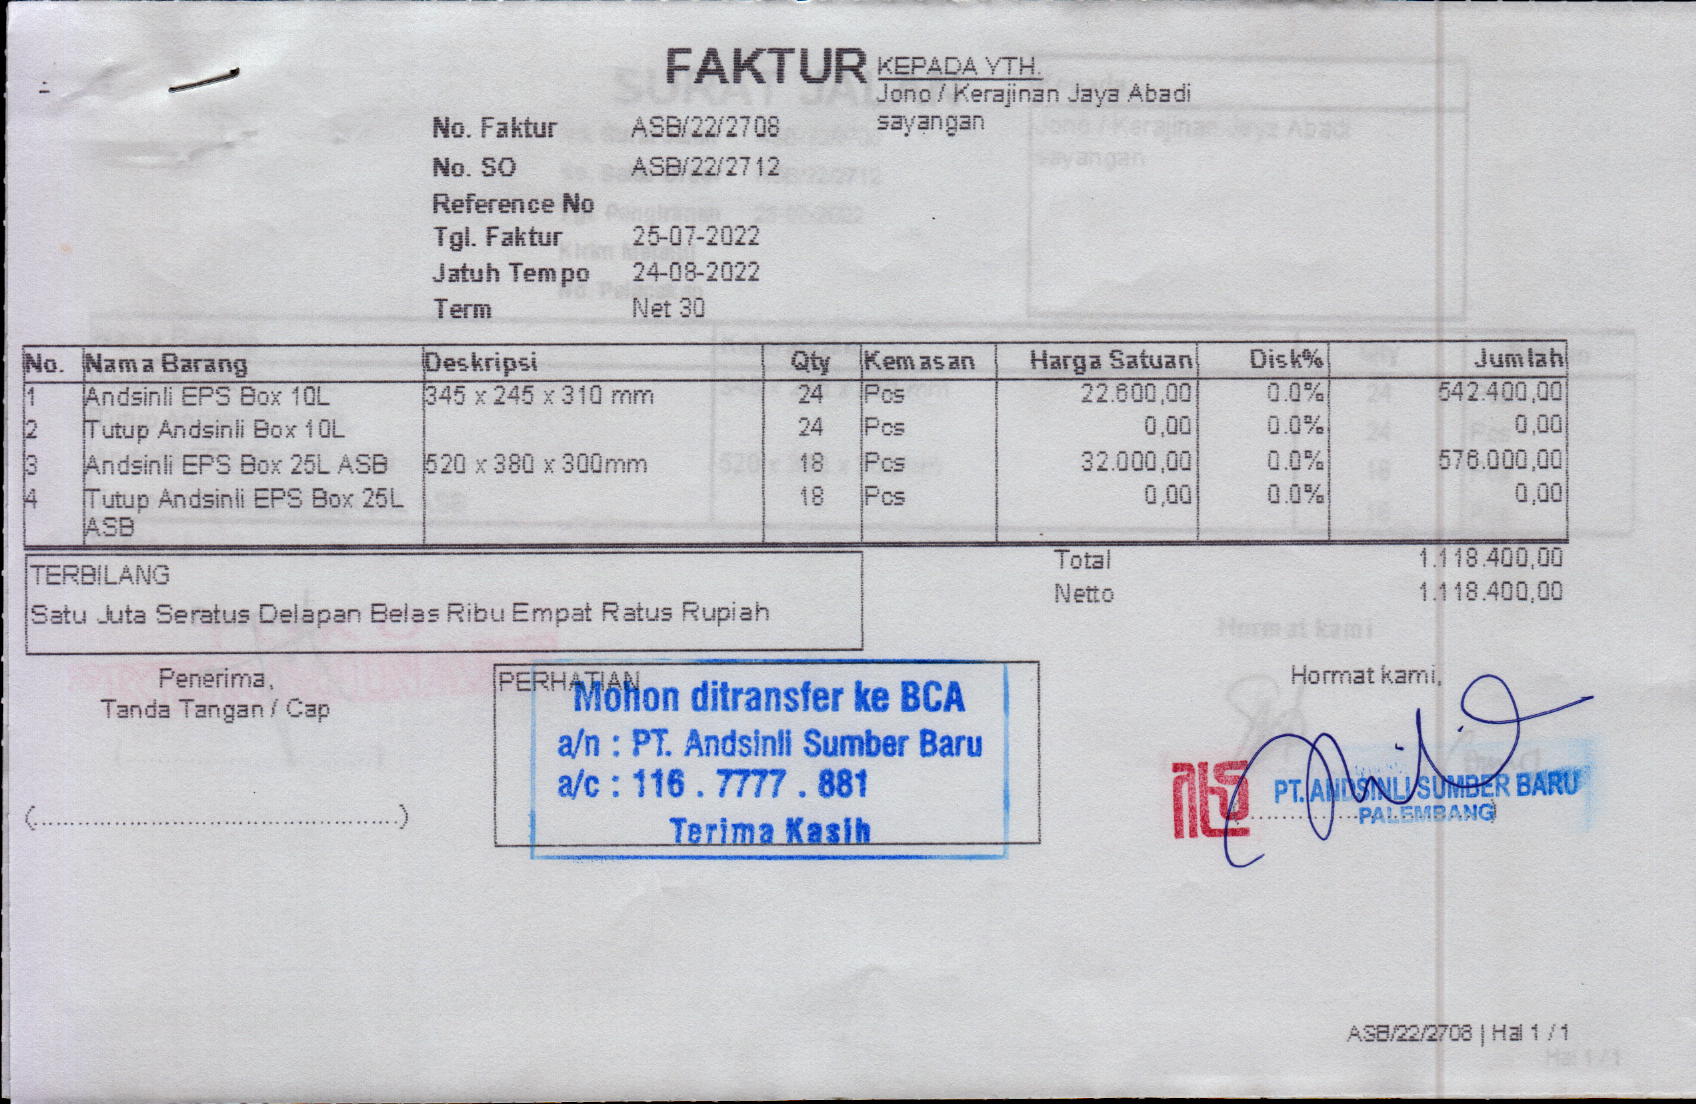 FAKTUR
KEPADA YTH.
Jono / Kerajinan Jaya Abadi
sayangan
No. Faktur ASB/22/2708
No. SO ASB/22/2712
Reference No
Tgl. Faktur 25-07-2022
Jatuh Tempo 24-08-2022
Term Net 30
No. Nama Barang Deskripsi Qty Kemasan Harga Satuan Disk% Jumlah
1 Andsinli EPS Box 10L 345 x 245 x 310 mm 24 Pcs 22.600,00 0.0% 542.400,00
2 Tutup Andsinli Box 10L 24 Pcs 0,00 0.0% 0,00
3 Andsinli EPS Box 25L ASB 520 x 380 x 300mm 18 Pcs 32.000,00 0.0% 576.000,00
4 Tutup Andsinli EPS Box 25L 18 Pcs 0,00 0.0% 0,00
ASB
Total 1.118.400,00
Netto 1.118.400,00
TERBILANG
Satu Juta Seratus Delapan Belas Ribu Empat Ratus Rupiah
Penerima,
Tanda Tangan / Cap
(................................................)
PERHATIAN
Mohon ditransfer ke BCA
a/n : PT. Andsinli Sumber Baru
a/c : 116 . 7777 . 881
Terima Kasih
Hormat kami,
PT. ANDSINLI SUMBER BARU
PALEMBANG
ASB/22/2708 | Hal 1 / 1